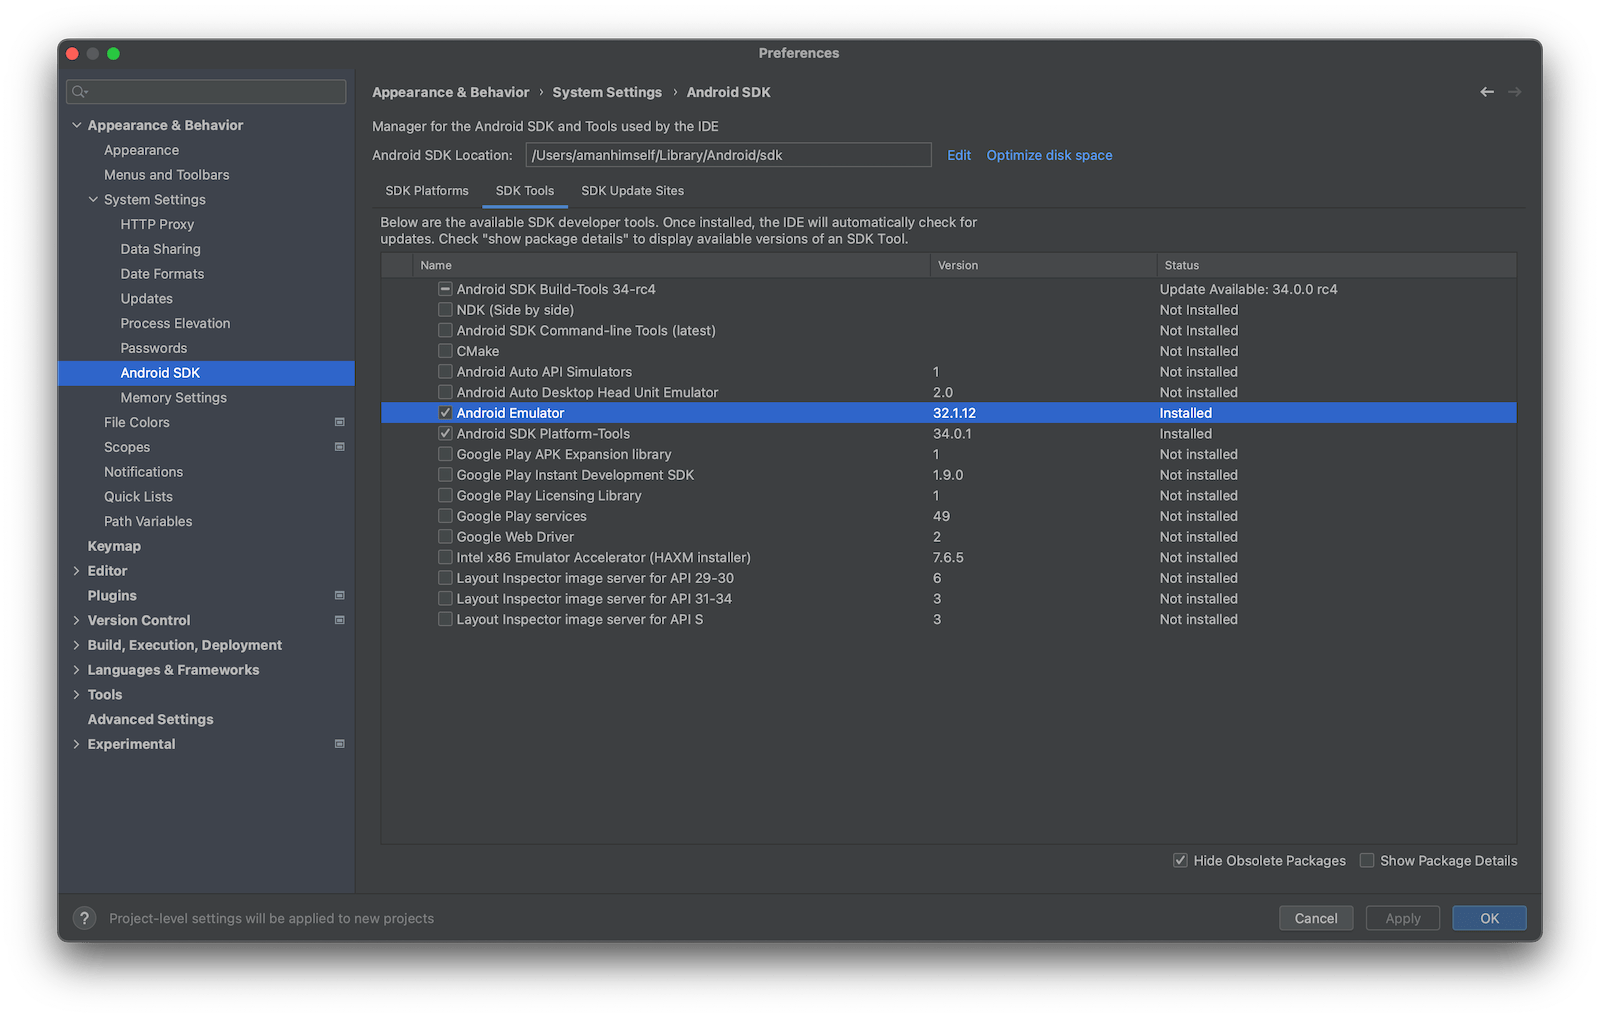 Preferences
Appearance & Behavior
Appearance
Menus and Toolbars
System Settings
HTTP Proxy
Data Sharing
Date Formats
Updates
Process Elevation
Passwords
Android SDK
Memory Settings
File Colors
Scopes
Notifications
Quick Lists
Path Variables
Keymap
Editor
Plugins
Version Control
Build, Execution, Deployment
Languages & Frameworks
Tools
Advanced Settings
Experimental
Appearance & Behavior › System Settings › Android SDK
Manager for the Android SDK and Tools used by the IDE
Android SDK Location: /Users/amanhimself/Library/Android/sdk Edit Optimize disk space
SDK Platforms SDK Tools SDK Update Sites
Below are the available SDK developer tools. Once installed, the IDE will automatically check for
updates. Check "show package details" to display available versions of an SDK Tool.
Name Version Status
Android SDK Build-Tools 34-rc4 Update Available: 34.0.0 rc4
NDK (Side by side) Not Installed
Android SDK Command-line Tools (latest) Not Installed
CMake Not Installed
Android Auto API Simulators 1 Not installed
Android Auto Desktop Head Unit Emulator 2.0 Not installed
Android Emulator 32.1.12 Installed
Android SDK Platform-Tools 34.0.1 Installed
Google Play APK Expansion library 1 Not installed
Google Play Instant Development SDK 1.9.0 Not installed
Google Play Licensing Library 1 Not installed
Google Play services 49 Not installed
Google Web Driver 2 Not installed
Intel x86 Emulator Accelerator (HAXM installer) 7.6.5 Not installed
Layout Inspector image server for API 29-30 6 Not installed
Layout Inspector image server for API 31-34 3 Not installed
Layout Inspector image server for API S 3 Not installed
Hide Obsolete Packages Show Package Details
? Project-level settings will be applied to new projects
Cancel Apply OK